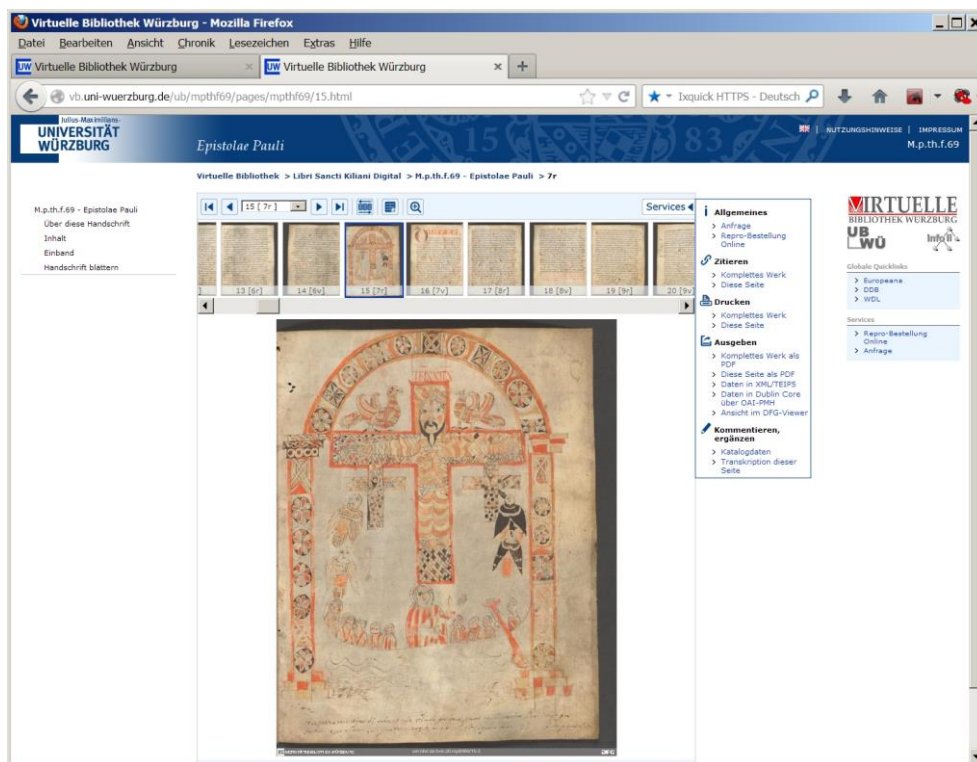 Virtuelle Bibliothek Würzburg - Mozilla Firefox
Datei Bearbeiten Ansicht Chronik Lesezeichen Extras Hilfe
UW Virtuelle Bibliothek Würzburg × UW Virtuelle Bibliothek Würzburg × +
vb.uni-wuerzburg.de/ub/mpthf69/pages/mpthf69/15.html
Ixquick HTTPS - Deutsch
Julius-Maximilians-
UNIVERSITÄT
WÜRZBURG
Epistolae Pauli
NUTZUNGSHINWEISE | IMPRESSUM
M.p.th.f.69
Virtuelle Bibliothek > Libri Sancti Kiliani Digital > M.p.th.f.69 - Epistolae Pauli > 7r
M.p.th.f.69 - Epistolae Pauli
Über diese Handschrift
Inhalt
Einband
Handschrift blättern
15 [ 7r ]
Services
13 [6r] 14 [6v] 15 [7r] 16 [7v] 17 [8r] 18 [8v] 19 [9r] 20 [9v]
Allgemeines
> Anfrage
> Repro-Bestellung
Online
Zitieren
> Komplettes Werk
> Diese Seite
Drucken
> Komplettes Werk
> Diese Seite
Ausgeben
> Komplettes Werk als
PDF
> Diese Seite als PDF
> Daten in XML/TEIP5
> Daten in Dublin Core
über OAI-PMH
> Ansicht im DFG-Viewer
Kommentieren,
ergänzen
> Katalogdaten
> Transkription dieser
Seite
VIRTUELLE
BIBLIOTHEK WÜRZBURG
UB
WÜ
Info
Globale Quicklinks
> Europeana
> DDB
> WDL
Services
> Repro-Bestellung
Online
> Anfrage